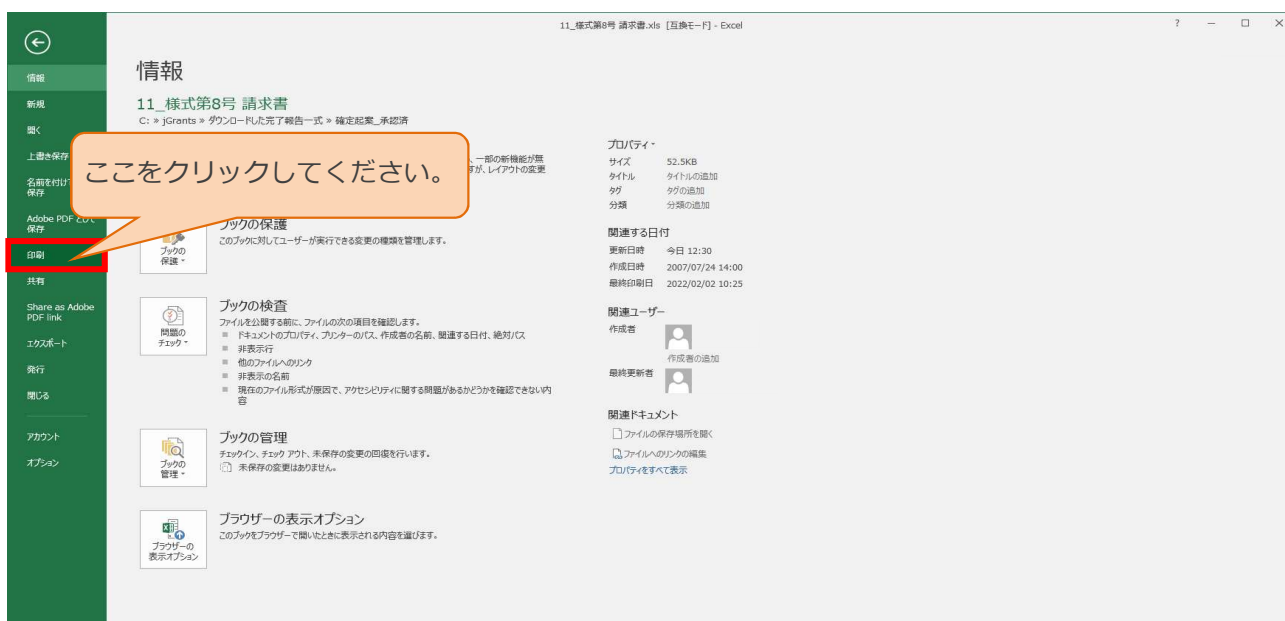 11_様式第8号 請求書.xls [互換モード] - Excel
?
情報
新規
開く
上書き保存
名前を付けて
保存
Adobe PDF として
保存
印刷
共有
Share as Adobe
PDF link
エクスポート
発行
閉じる
アカウント
オプション
情報
11_様式第8号 請求書
C: » jGrants » ダウンロードした完了報告一式 » 確定起案_承認済
ここをクリックしてください。
、一部の新機能が無
すが、レイアウトの変更
ブックの
保護
ブックの保護
このブックに対してユーザーが実行できる変更の種類を管理します。
問題の
チェック
ブックの検査
ファイルを公開する前に、ファイルの次の項目を確認します。
ドキュメントのプロパティ、プリンターのパス、作成者の名前、関連する日付、絶対パス
非表示行
他のファイルへのリンク
非表示の名前
現在のファイル形式が原因で、アクセシビリティに関する問題があるかどうかを確認できない内
容
ブックの
管理
ブックの管理
チェックイン、チェック アウト、未保存の変更の回復を行います。
未保存の変更はありません。
ブラウザーの
表示オプション
ブラウザーの表示オプション
このブックをブラウザーで開いたときに表示される内容を選びます。
プロパティ
サイズ 52.5KB
タイトル タイトルの追加
タグ タグの追加
分類 分類の追加
関連する日付
更新日時 今日 12:30
作成日時 2007/07/24 14:00
最終印刷日 2022/02/02 10:25
関連ユーザー
作成者
作成者の追加
最終更新者
関連ドキュメント
ファイルの保存場所を開く
ファイルへのリンクの編集
プロパティをすべて表示